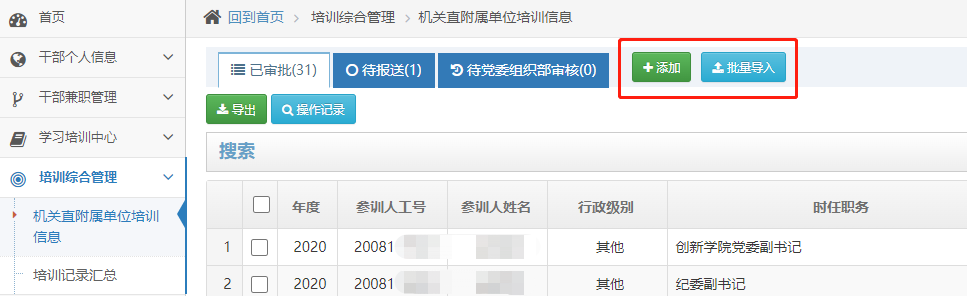 首页
干部个人信息
干部兼职管理
学习培训中心
培训综合管理
机关直附属单位培训
信息
培训记录汇总
回到首页 > 培训综合管理 > 机关直附属单位培训信息
已审批(31) 待报送(1) 待党委组织部审核(0) 添加 批量导入
导出 操作记录
搜索
年度 参训人工号 参训人姓名 行政级别 时任职务
1 2020 20081 其他 创新学院党委副书记
2 2020 20081 其他 纪委副书记